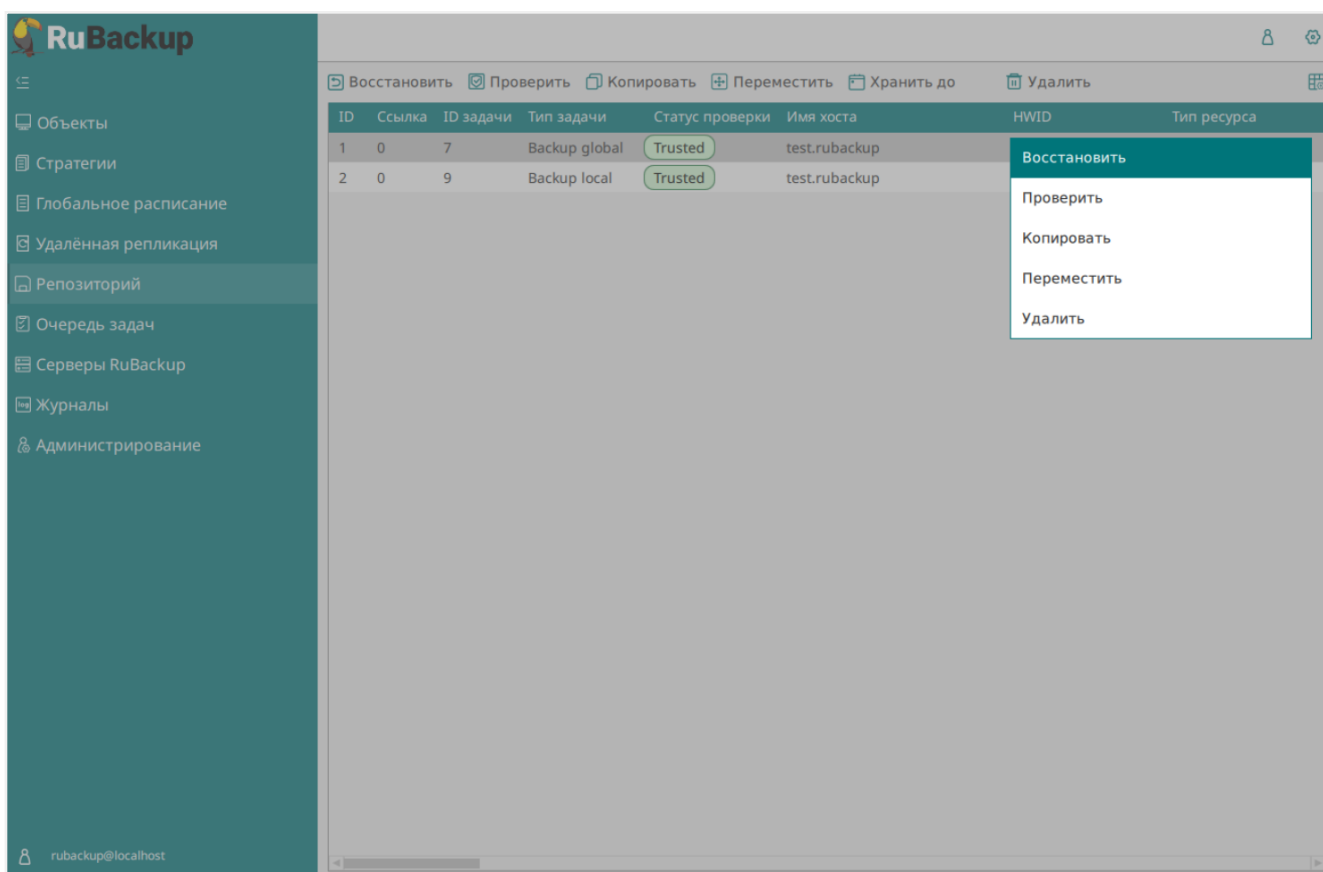 RuBackup
Восстановить Проверить Копировать Переместить Хранить до Удалить
Объекты
Стратегии
Глобальное расписание
Удалённая репликация
Репозиторий
Очередь задач
Серверы RuBackup
Журналы
Администрирование
rubackup@localhost
ID Ссылка ID задачи Тип задачи Статус проверки Имя хоста HWID Тип ресурса
1 0 7 Backup global Trusted test.rubackup
2 0 9 Backup local Trusted test.rubackup
Восстановить
Проверить
Копировать
Переместить
Удалить